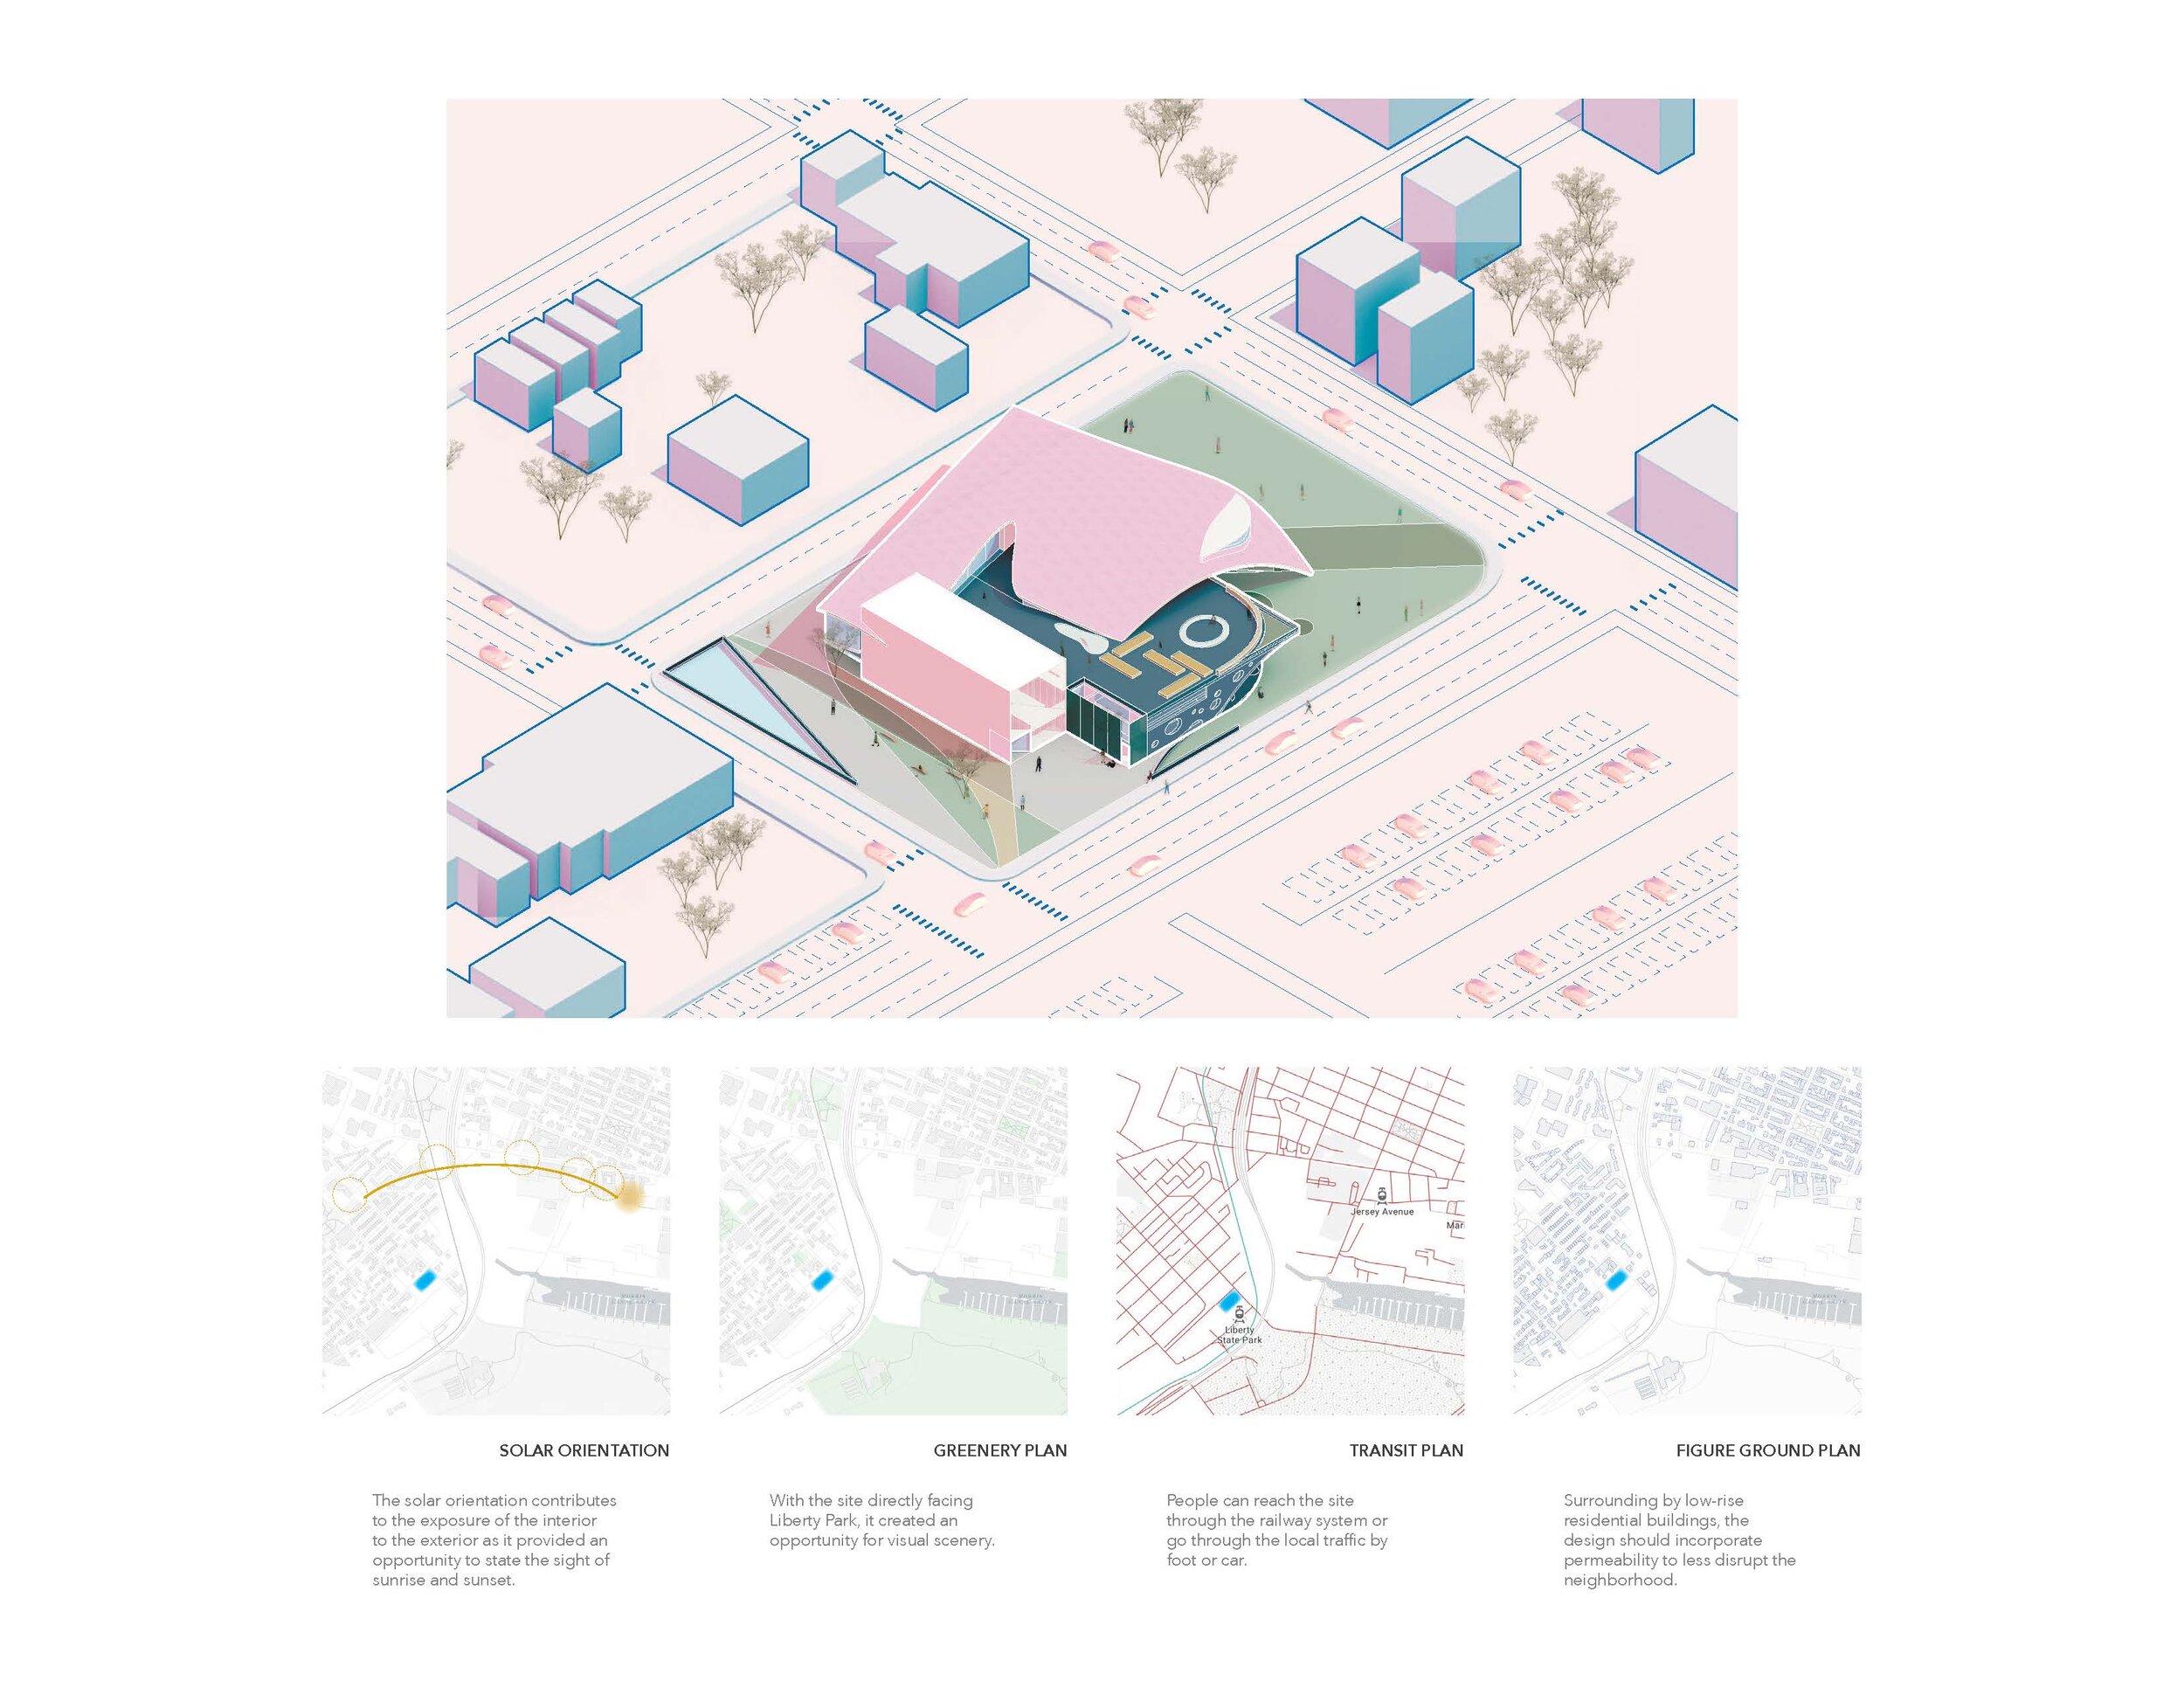 Jersey Avenue
Mari
Liberty
State Park
SOLAR ORIENTATION
The solar orientation contributes
to the exposure of the interior
to the exterior as it provided an
opportunity to state the sight of
sunrise and sunset.
GREENERY PLAN
With the site directly facing
Liberty Park, it created an
opportunity for visual scenery.
TRANSIT PLAN
People can reach the site
through the railway system or
go through the local traffic by
foot or car.
FIGURE GROUND PLAN
Surrounding by low-rise
residential buildings, the
design should incorporate
permeability to less disrupt the
neighborhood.